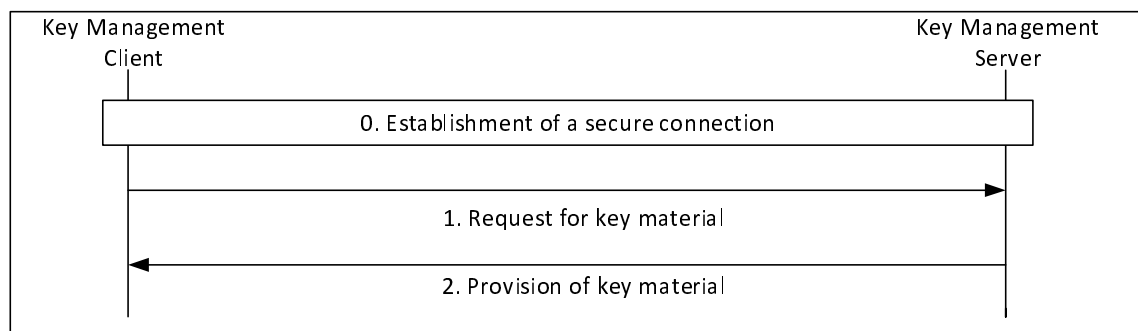 Key Management
Client
Key Management
Server
0. Establishment of a secure connection
1. Request for key material
2. Provision of key material